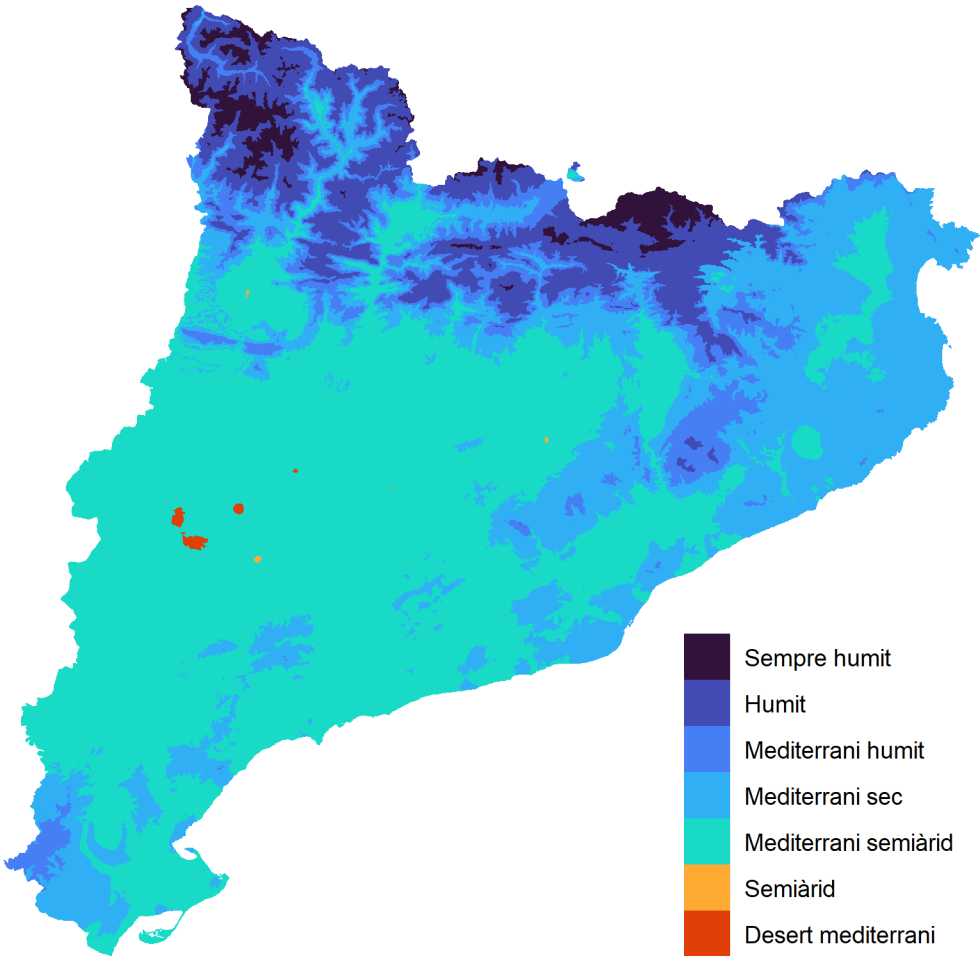 Sempre humit
Humit
Mediterrani humit
Mediterrani sec
Mediterrani semiàrid
Semiàrid
Desert mediterrani